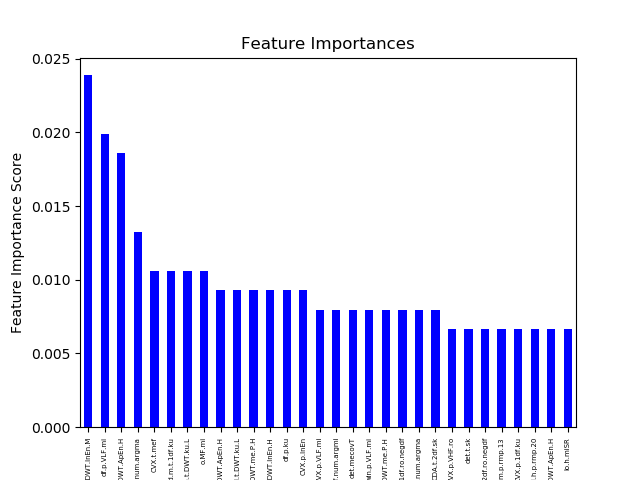 Feature Importances
Feature Importance Score
0.025
0.020
0.015
0.010
0.005
0.000
DWT.InEn.M
df.p.VLF.mi
DWT.ApEn.H
num.argma
CVX.t.mef
d.m.t.1df.ku
.t.DWT.ku.L
o.MF.mi
DWT.ApEn.H
.t.DWT.ku.L
DWT.me.P.H
DWT.InEn.H
df.p.ku
CVX.p.InEn
VX.p.VLF.mi
.num.argmi
det.mecovT
wh.p.VLF.mi
DWT.me.P.H
1df.ro.negdf
num.argma
CDA.t.2df.sk
VX.p.VHF.ro
det.t.sk
2df.ro.negdf
m.p.rmp.13
VX.p.1df.ku
.h.p.rmp.20
DWT.ApEn.H
lo.h.miSR